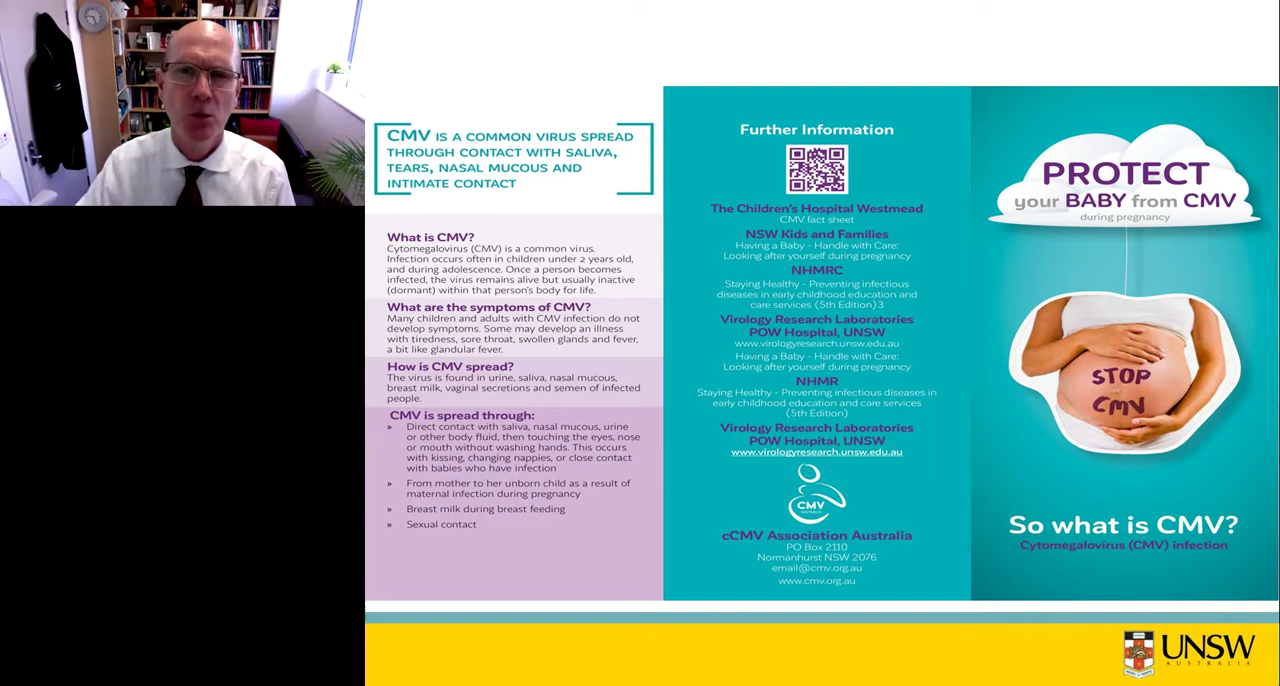 CMV IS A COMMON VIRUS SPREAD
THROUGH CONTACT WITH SALIVA,
TEARS, NASAL MUCOUS AND
INTIMATE CONTACT
What is CMV?
Cytomegalovirus (CMV) is a common virus.
Infection occurs often in children under 2 years old,
and during adolescence. Once a person becomes
infected, the virus remains alive but usually inactive
(dormant) within that person's body for life.
What are the symptoms of CMV?
Many children and adults with CMV infection do not
develop symptoms. Some may develop an illness
with tiredness, sore throat, swollen glands and fever,
a bit like glandular fever.
How is CMV spread?
The virus is found in urine, saliva, nasal mucous,
breast milk, vaginal secretions and semen of infected
people.
CMV is spread through:
» Direct contact with saliva, nasal mucous, urine
or other body fluid, then touching the eyes, nose
or mouth without washing hands. This occurs
with kissing, changing nappies, or close contact
with babies who have infection
» From mother to her unborn child as a result of
maternal infection during pregnancy
» Breast milk during breast feeding
» Sexual contact
Further Information
The Children's Hospital Westmead
CMV fact sheet
NSW Kids and Families
Having a Baby - Handle with Care:
Looking after yourself during pregnancy
NHMRC
Staying Healthy - Preventing infectious
diseases in early childhood education and
care services (5th Edition)3
Virology Research Laboratories
POW Hospital, UNSW
www.virologyresearch.unsw.edu.au
Having a Baby - Handle with Care:
Looking after yourself during pregnancy
NHMR
Staying Healthy - Preventing infectious diseases in
early childhood education and care services
(5th Edition)
Virology Research Laboratories
POW Hospital, UNSW
www.virologyresearch.unsw.edu.au
CMV
AUSTRALIA
cCMV Association Australia
PO Box 2110
Normanhurst NSW 2076
email@cmv.org.au
www.cmv.org.au
PROTECT
your BABY from CMV
during pregnancy
STOP
CMV
So what is CMV?
Cytomegalovirus (CMV) infection
UNSW
AUSTRALIA